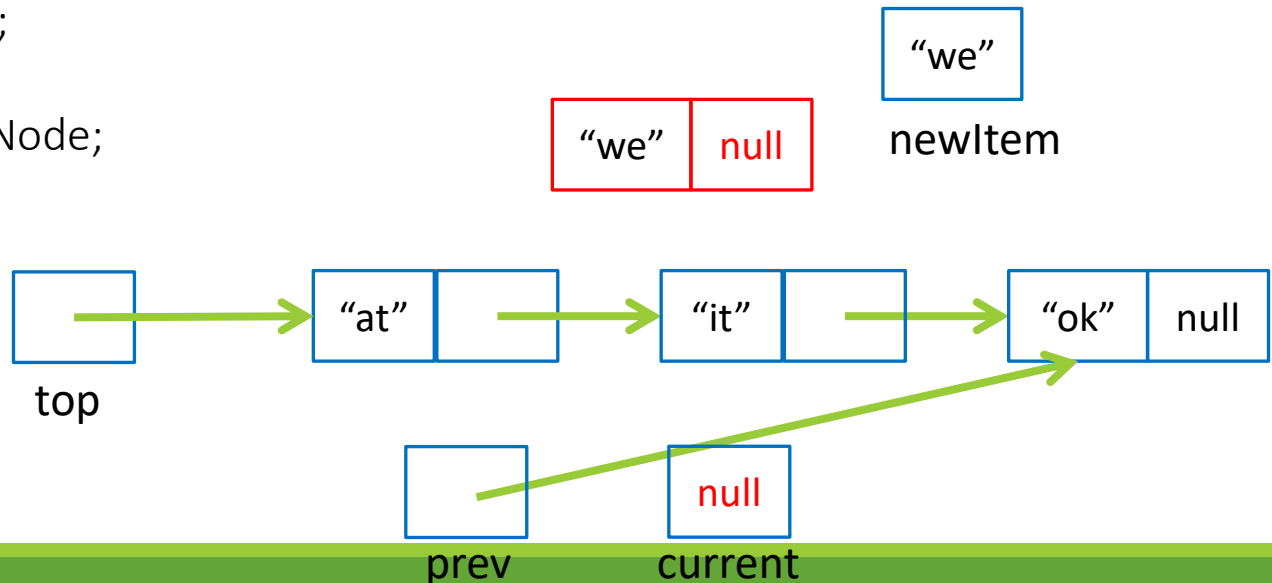 ;
“we”
Node;
“we” null
newItem
“at”
“it”
“ok” null
top
null
prev
current